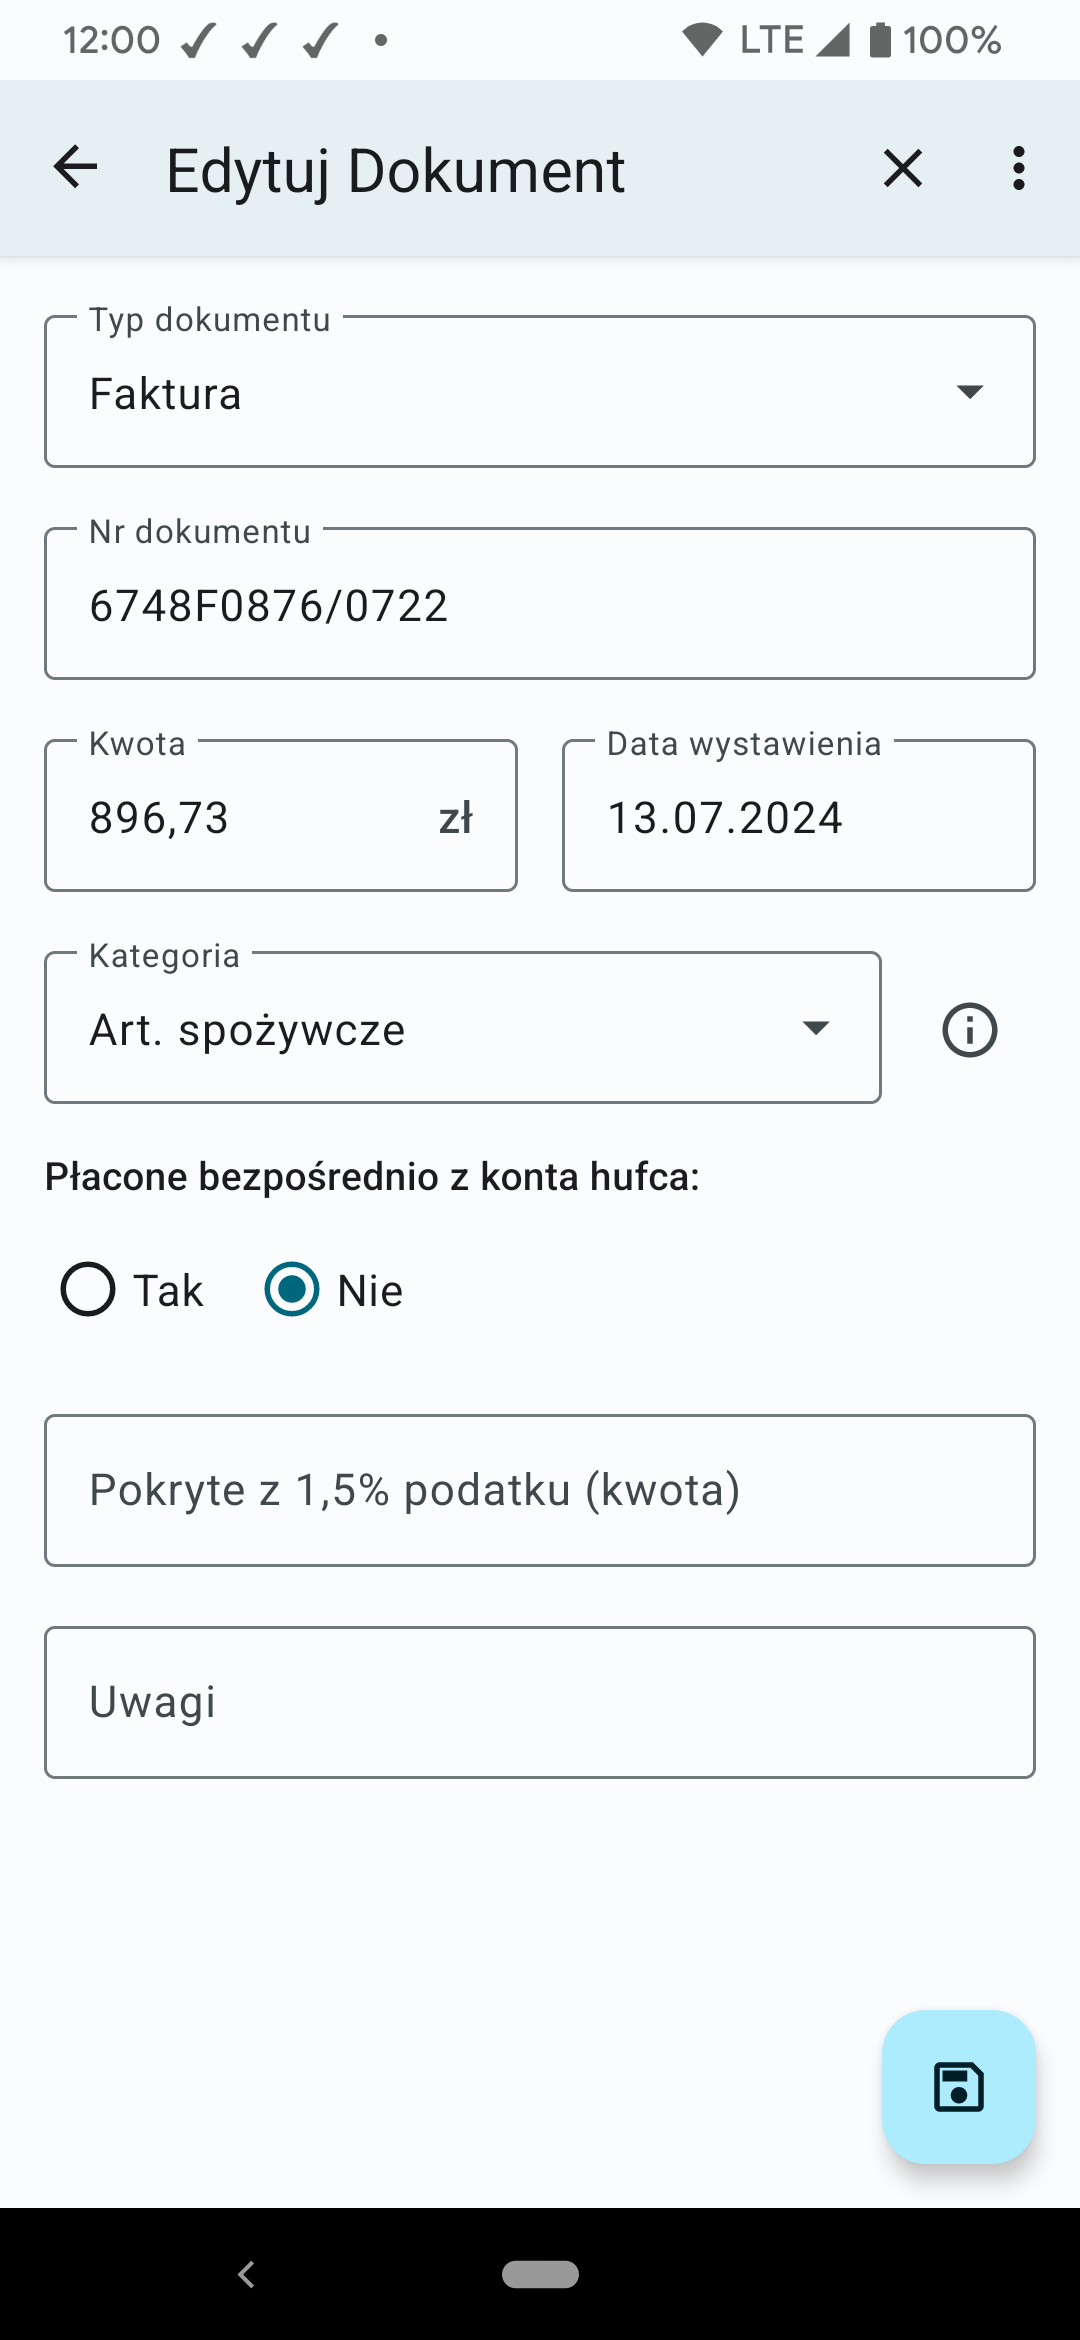 12:00 LTE 100%
Edytuj Dokument
Typ dokumentu
Faktura
Nr dokumentu
6748F0876/0722
Kwota
896,73 zł
Data wystawienia
13.07.2024
Kategoria
Art. spożywcze
Płacone bezpośrednio z konta hufca:
Tak Nie
Pokryte z 1,5% podatku (kwota)
Uwagi